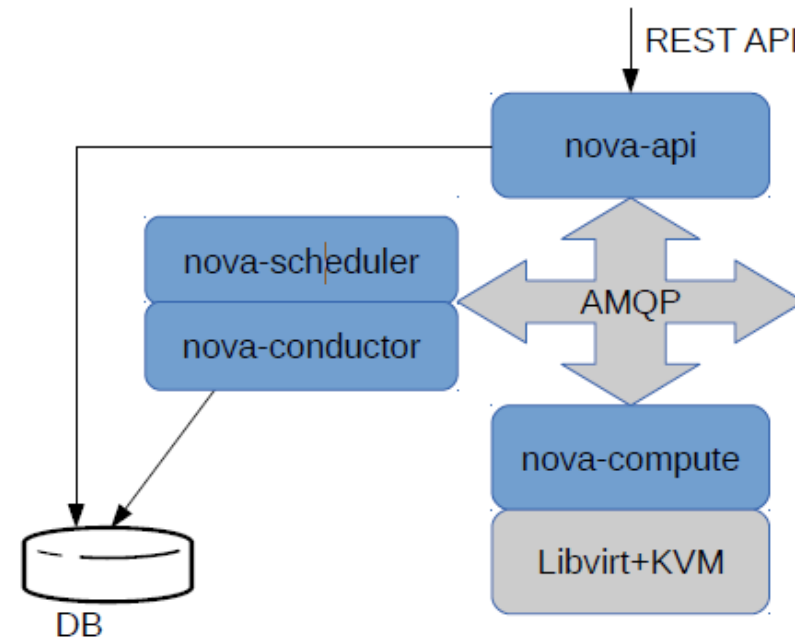 REST API
nova-api
nova-scheduler
AMQP
nova-conductor
nova-compute
Libvirt+KVM
DB